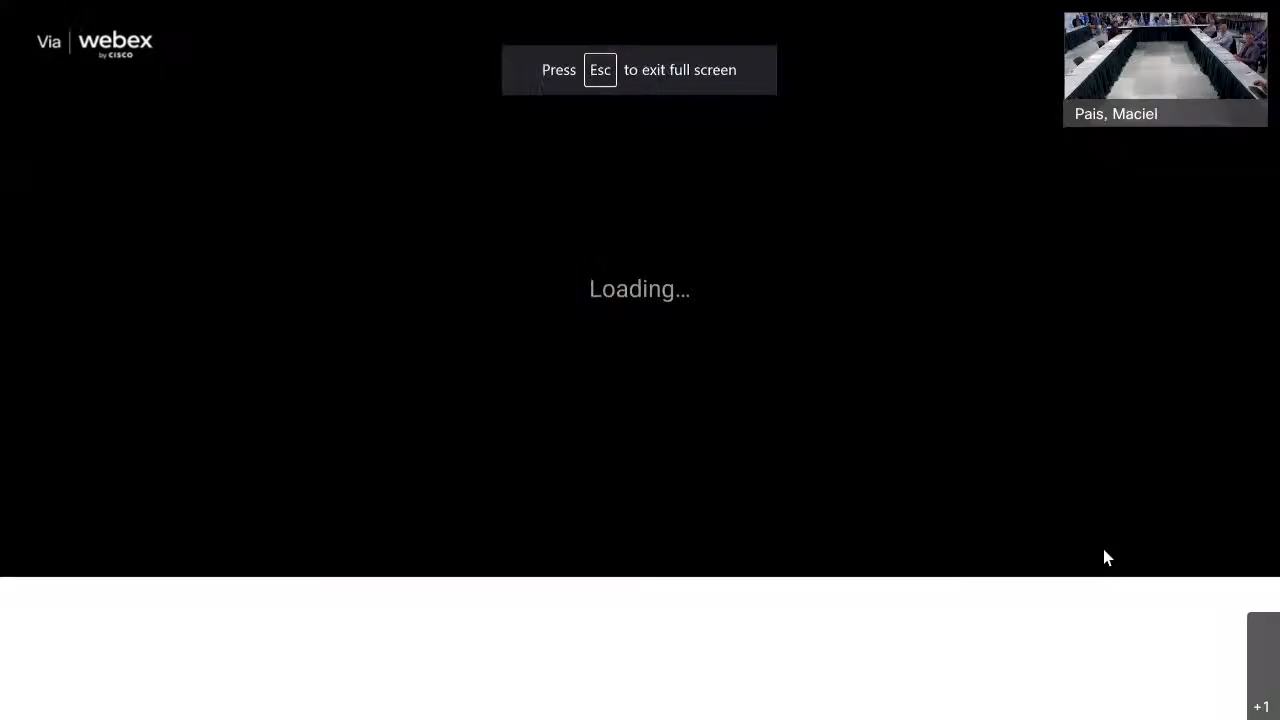 Via webex
by CISCO
Press Esc to exit full screen
Pais, Maciel
Loading...
+1